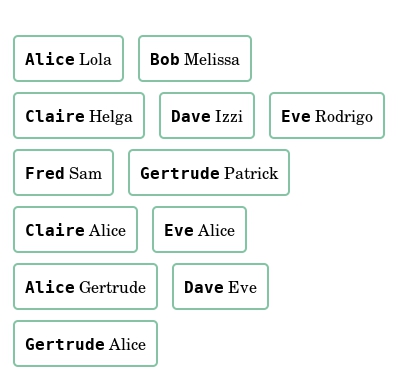 Alice Lola Bob Melissa
Claire Helga Dave Izzi Eve Rodrigo
Fred Sam Gertrude Patrick
Claire Alice Eve Alice
Alice Gertrude Dave Eve
Gertrude Alice